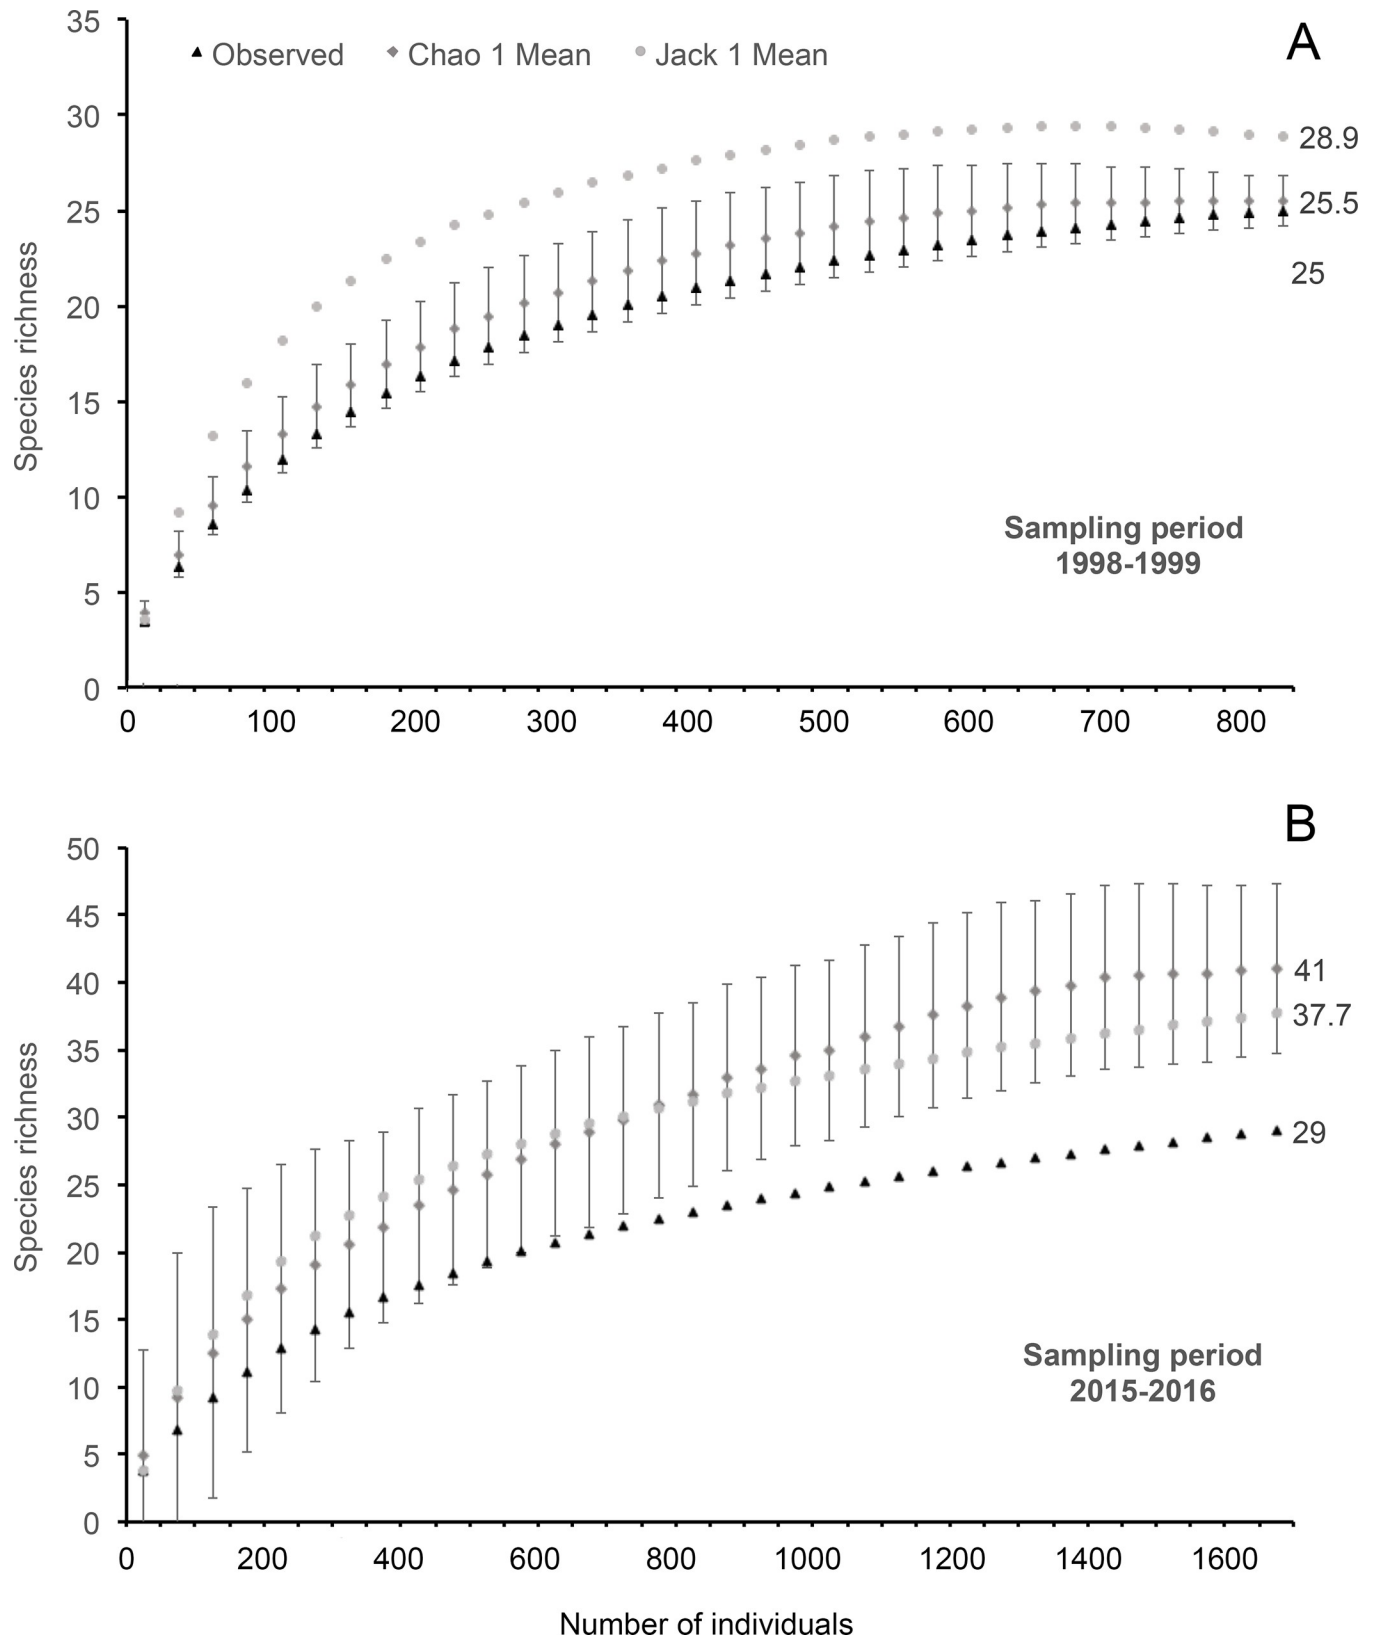 A
Observed Chao 1 Mean Jack 1 Mean
35
30
25
20
15
10
5
0
Species richness
28.9
25.5
25
Sampling period
1998-1999
0 100 200 300 400 500 600 700 800
B
50
45
40
35
30
25
20
15
10
5
0
Species richness
41
37.7
29
Sampling period
2015-2016
0 200 400 600 800 1000 1200 1400 1600
Number of individuals